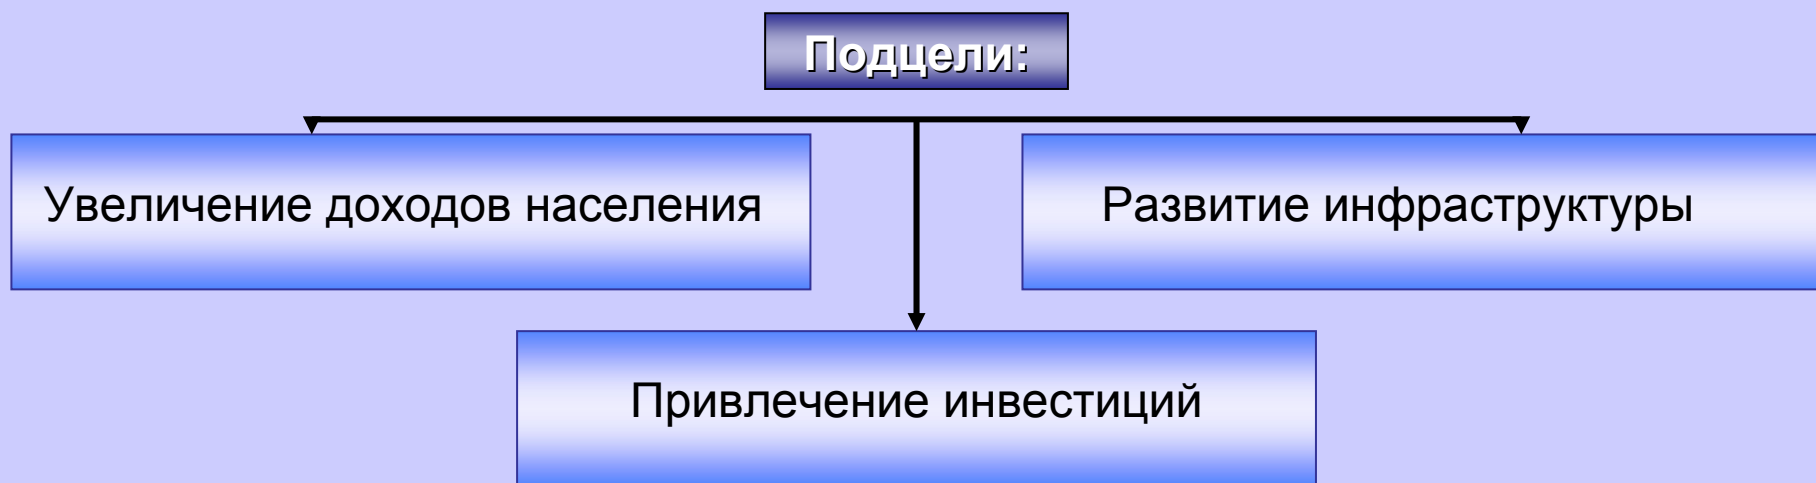 Подцели:
Увеличение доходов населения
Развитие инфраструктуры
Привлечение инвестиций